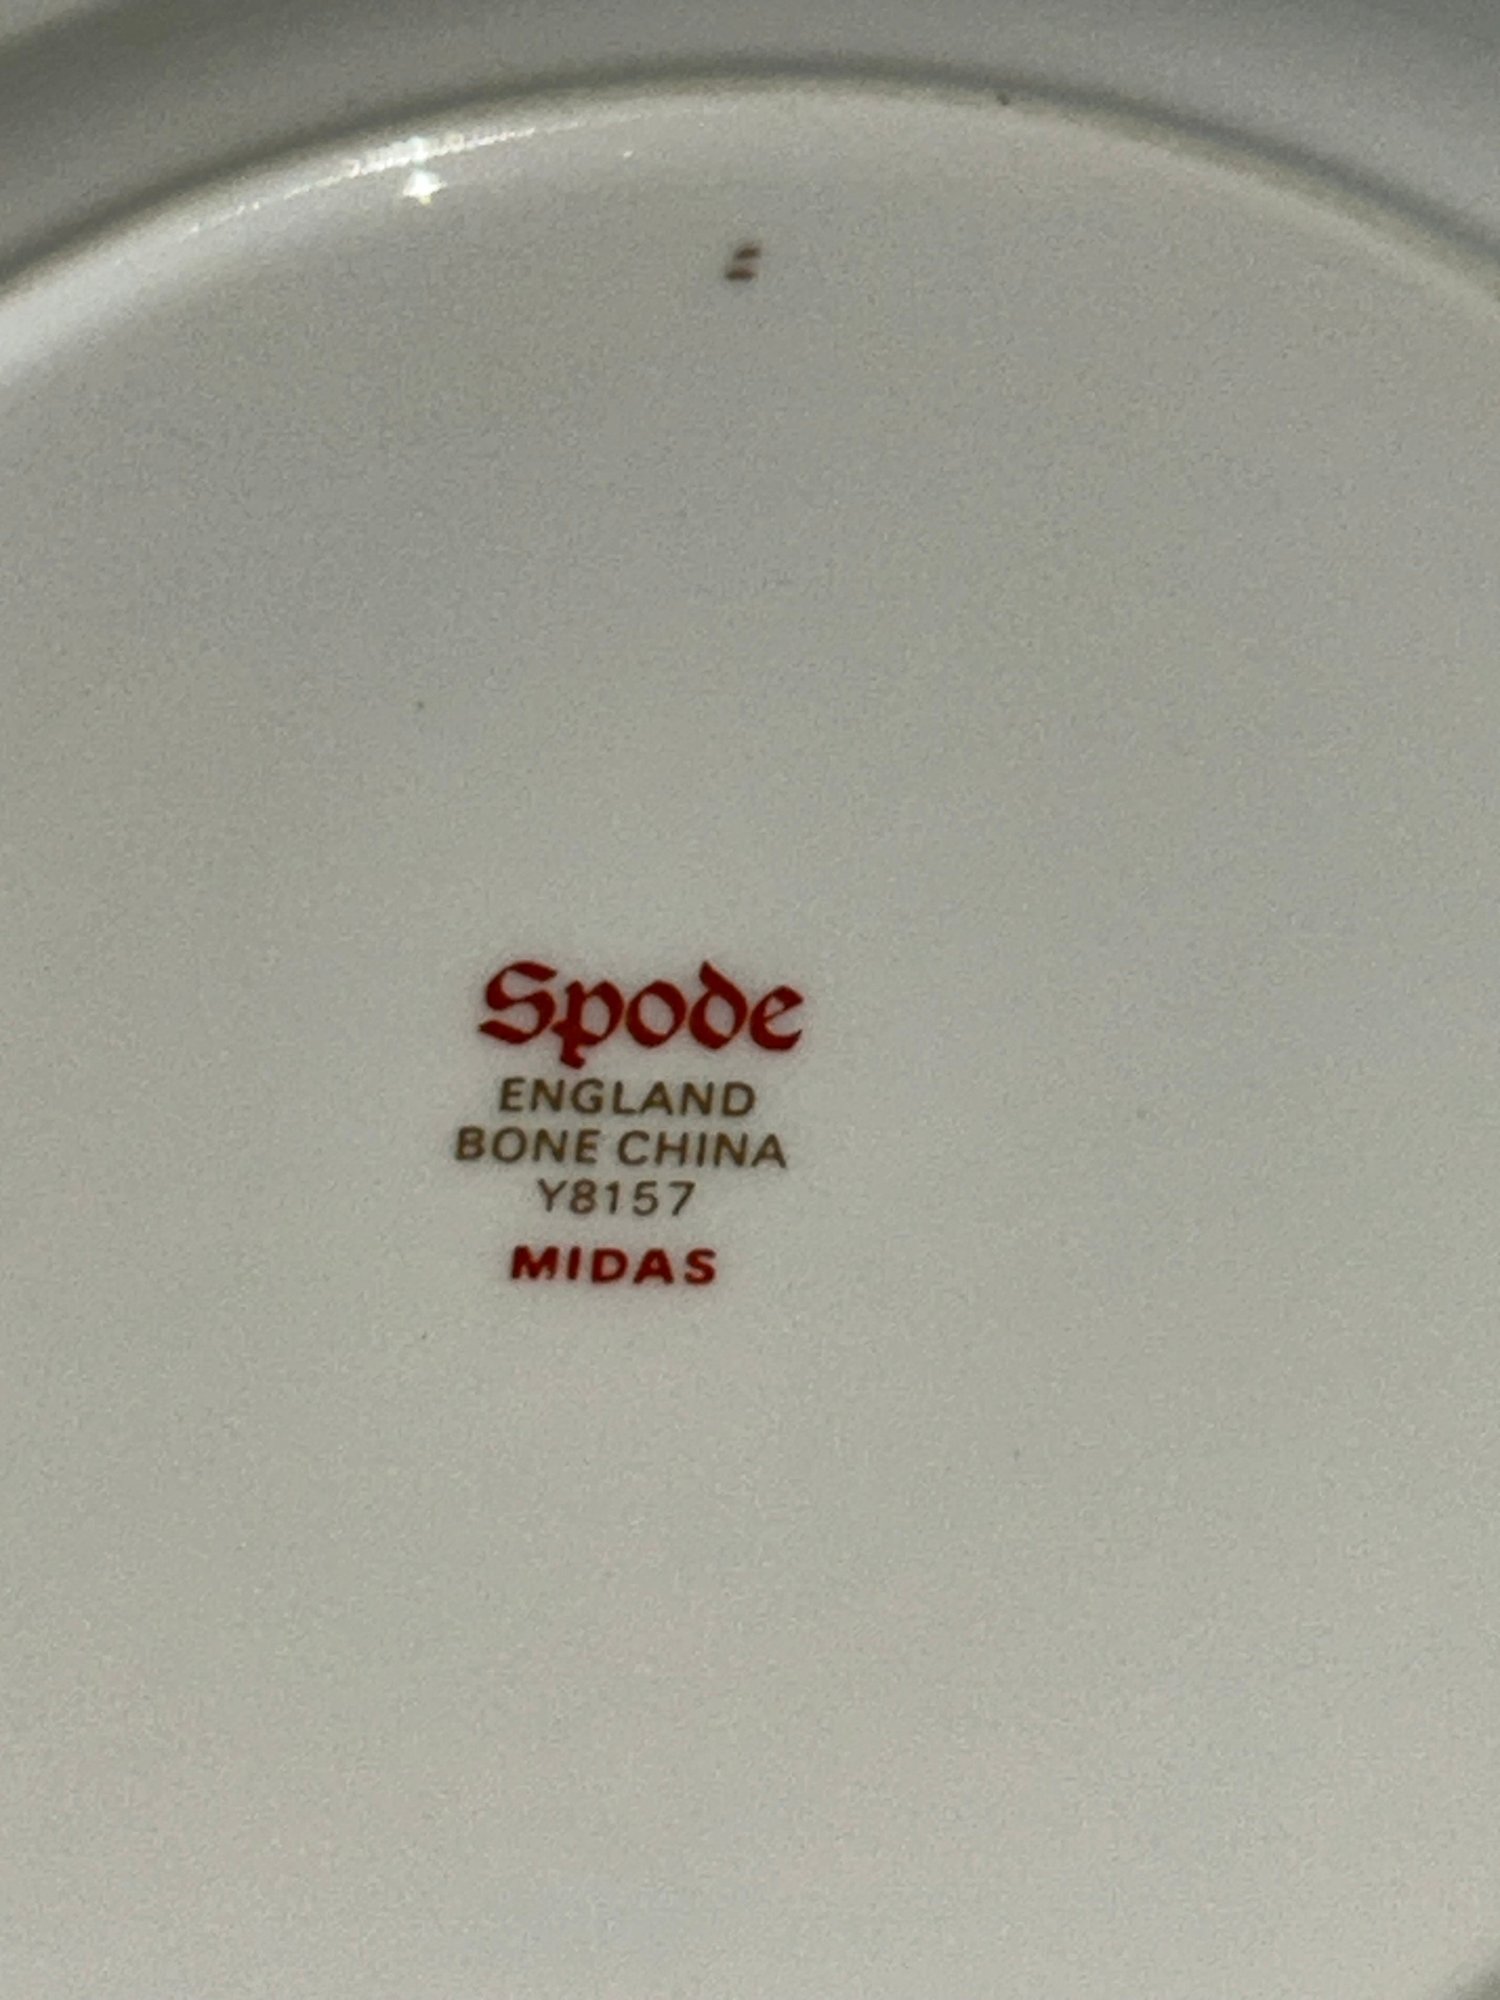 Spode
ENGLAND
BONE CHINA
Y8157
MIDAS